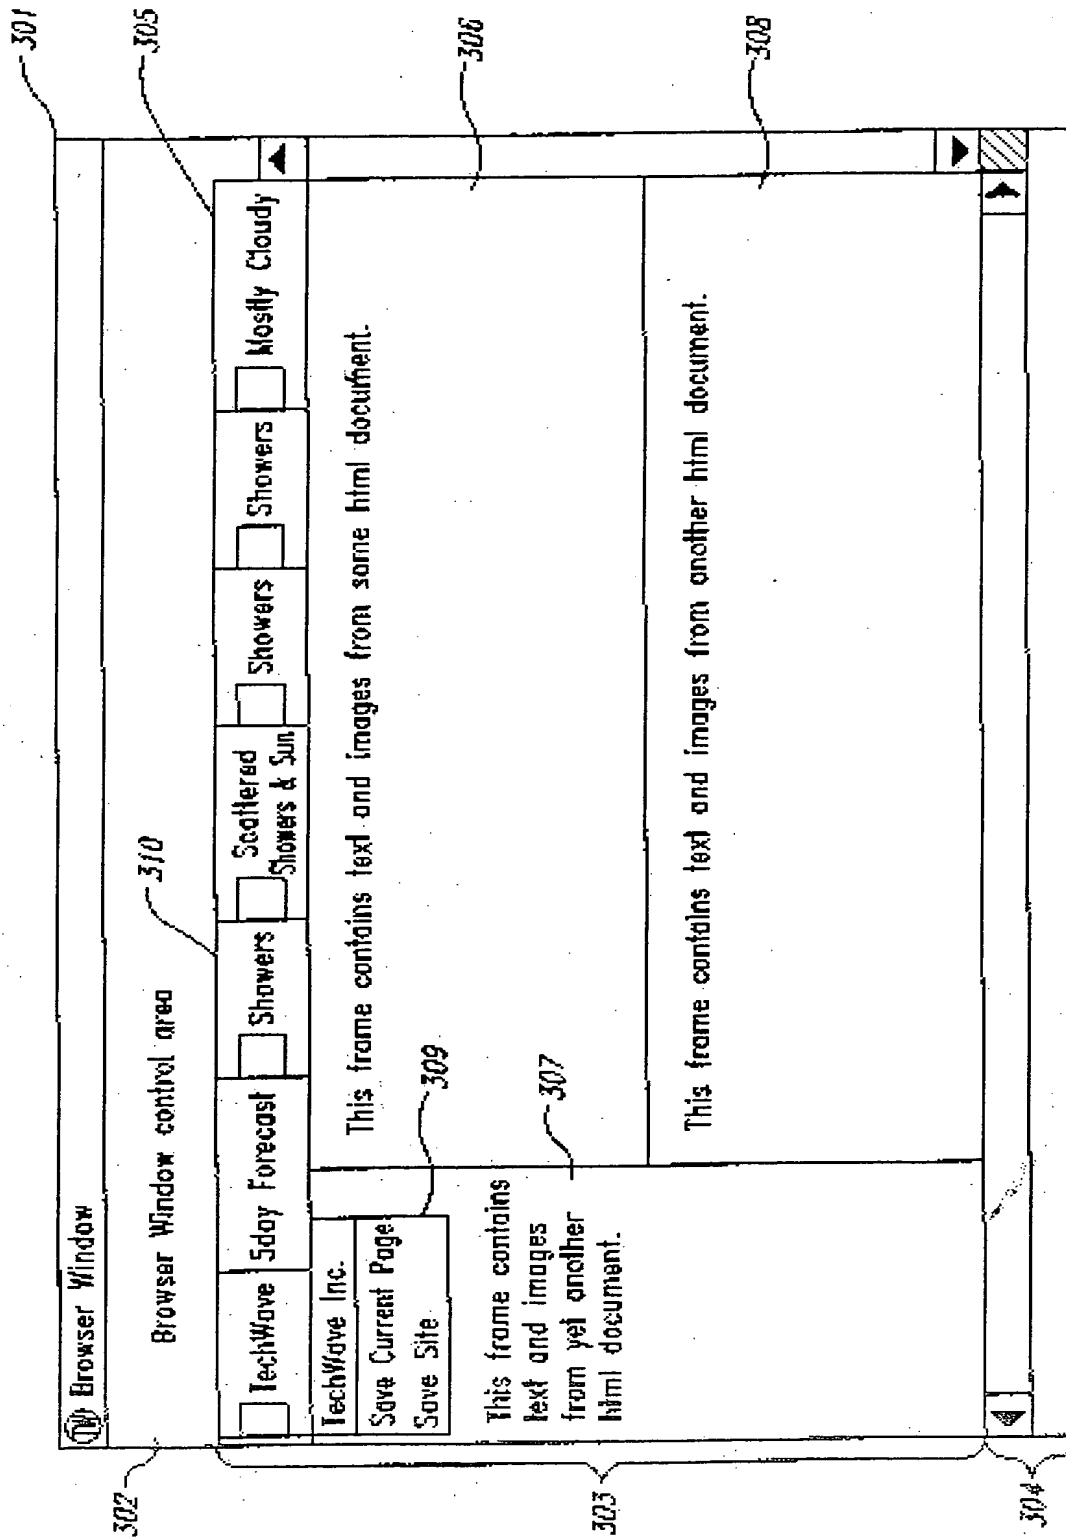 301
TW Browser Window
302
Browser Window control area
310
305
TechWave
5day Forecast
Showers
Scattered
Showers & Sun
Showers
Showers
Mostly Cloudy
TechWave Inc.
Save Current Page
Save Site
309
This frame contains text and images from some html document.
306
303
This frame contains
text and images
from yet another
html document.
307
This frame contains text and images from another html document.
308
304